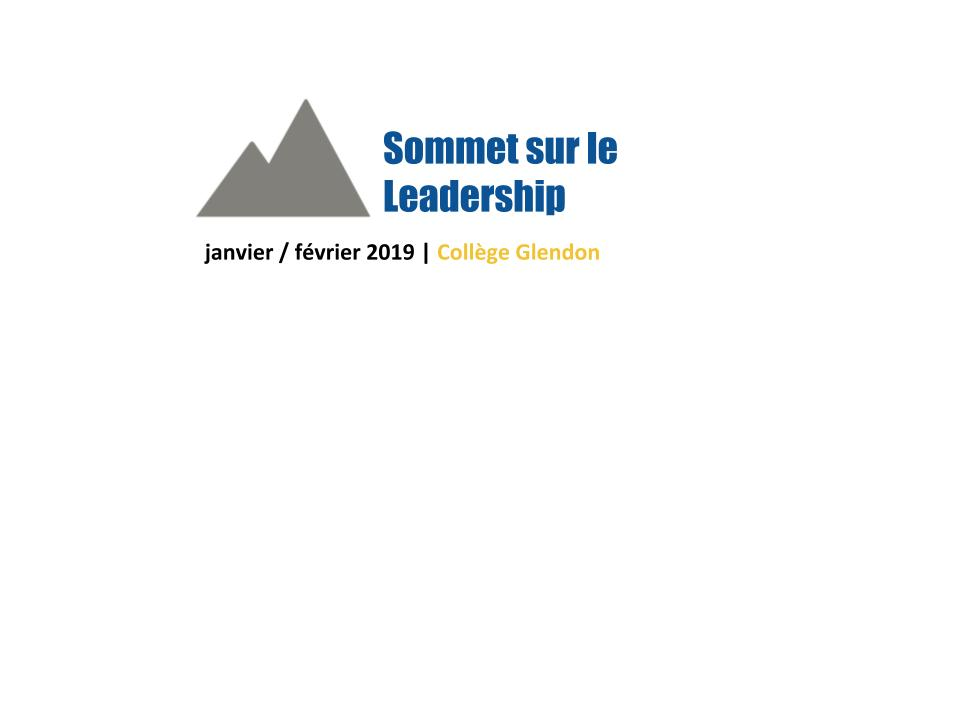 Sommet sur le
Leadership
janvier / février 2019 | Collège Glendon